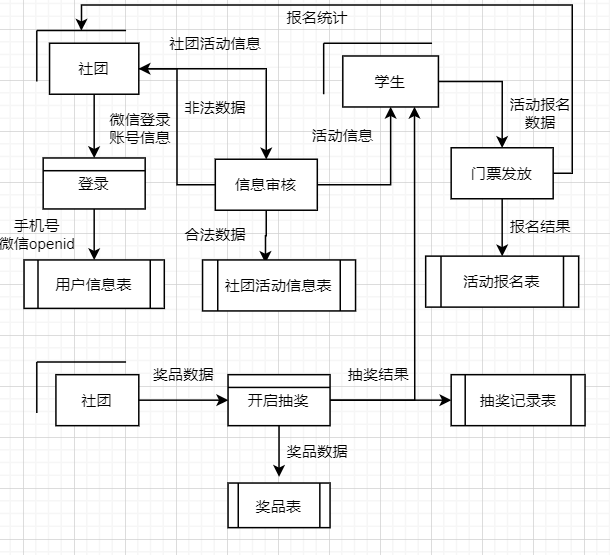 报名统计
社团活动信息
社团
学生
非法数据
微信登录
账号信息
活动报名
数据
活动信息
登录
信息审核
门票发放
手机号
微信openid
合法数据
报名结果
用户信息表
社团活动信息表
活动报名表
奖品数据
抽奖结果
社团
开启抽奖
抽奖记录表
奖品数据
奖品表